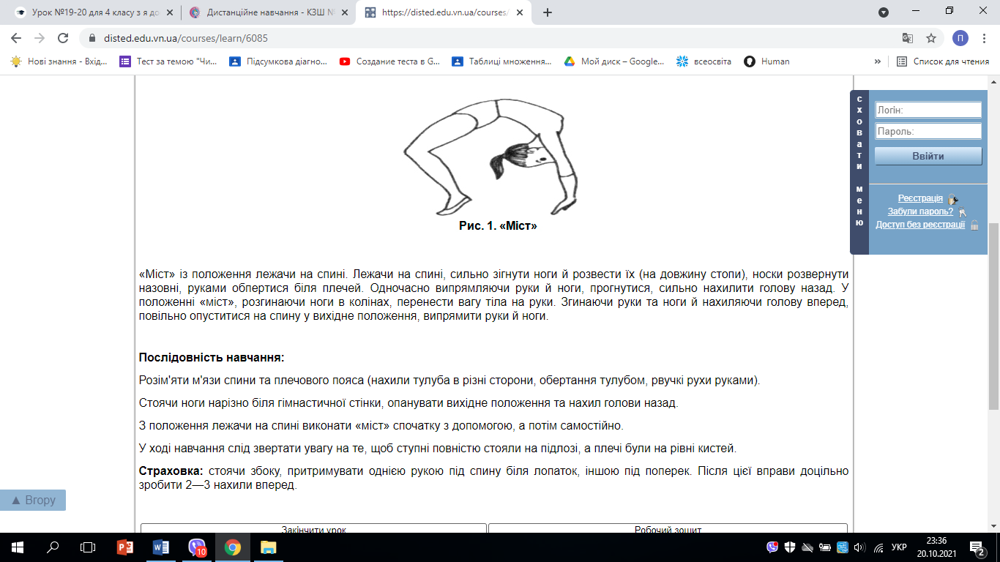 Урок №19-20 для 4 класу з я до
Дистанційне навчання - КЗШ №
https://disted.edu.vn.ua/courses/
disted.edu.vn.ua/courses/learn/6085
П
Нові знання - Вхід...
Тест за темою "Чи...
Підсумкова діагно...
Создание теста в G...
Таблиці множення...
Мой диск – Google...
всеосвіта
Human
»
Список для чтения
Рис. 1. «Міст»
«Міст» із положення лежачи на спині. Лежачи на спині, сильно зігнути ноги й розвести їх (на довжину стопи), носки розвернути
назовні, руками обпертися біля плечей. Одночасно випрямляючи руки й ноги, прогнутися, сильно нахилити голову назад. У
положенні «міст», розгинаючи ноги в колінах, перенести вагу тіла на руки. Згинаючи руки та ноги й нахиляючи голову вперед,
повільно опуститися на спину у вихідне положення, випрямити руки й ноги.
Послідовність навчання:
Розім'яти м'язи спини та плечового пояса (нахили тулуба в різні сторони, обертання тулубом, рвучкі рухи руками).
Стоячи ноги нарізно біля гімнастичної стінки, опанувати вихідне положення та нахил голови назад.
З положення лежачи на спині виконати «міст» спочатку з допомогою, а потім самостійно.
У ході навчання слід звертати увагу на те, щоб ступні повністю стояли на підлозі, а плечі були на рівні кистей.
Страховка: стоячи збоку, притримувати однією рукою під спину біля лопаток, іншою під поперек. Після цієї вправи доцільно
зробити 2—3 нахили вперед.
Закінчити урок
Робочий зошит
▲ Вгору
сховати меню
Логін:
Пароль:
Ввійти
Реєстрація
Забули пароль?
Доступ без реєстрації
10
УКР
23:36
20.10.2021
2